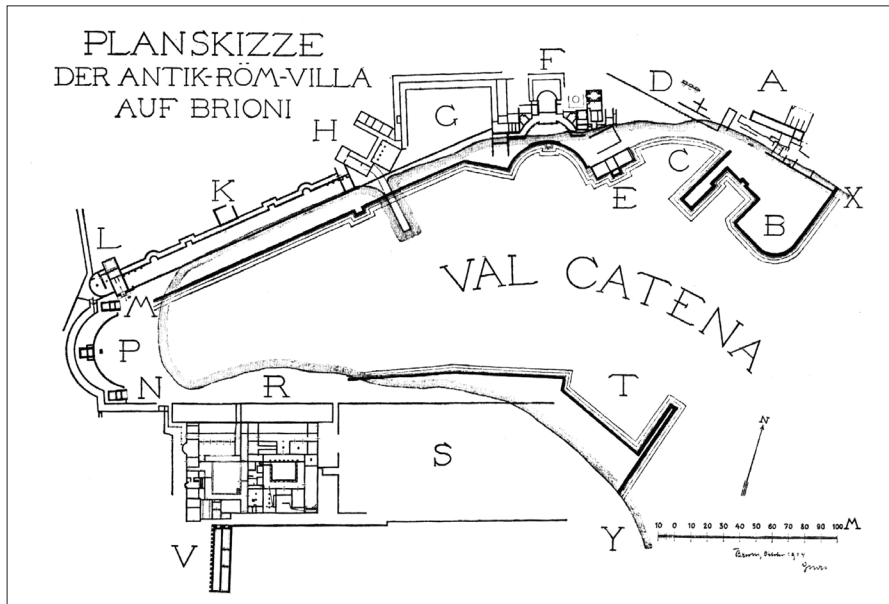 PLANSKIZZE
DER ANTIK-RÖM-VILLA
AUF BRIONI
F
D
A
G
H
C
E
B
X
K
L
VAL CATENA
M
P
N
R
T
S
N
V
Y
10 0 10 20 30 40 50 60 70 80 90 100 M